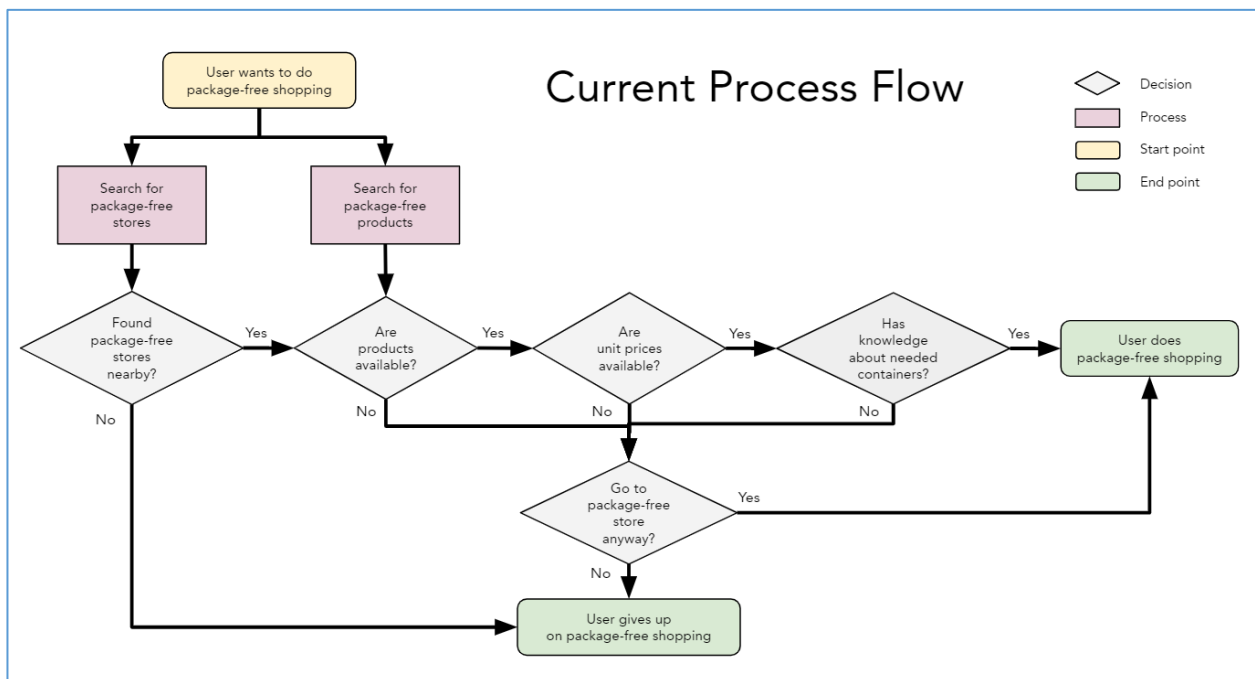 Current Process Flow
User wants to do
package-free shopping
Decision
Process
Start point
End point
Search for
package-free
stores
Search for
package-free
products
Found
package-free
stores
nearby?
Yes
No
Are
products
available?
Yes
No
Are
unit prices
available?
Yes
No
Has
knowledge
about needed
containers?
Yes
No
User does
package-free shopping
Go to
package-free
store
anyway?
Yes
No
User gives up
on package-free shopping